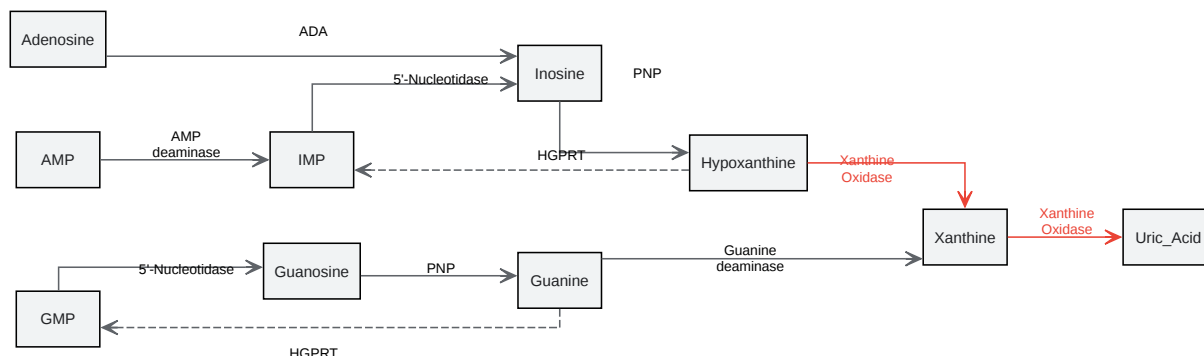 ADA
Adenosine
Inosine
PNP
5'-Nucleotidase
AMP
AMP
deaminase
IMP
HGPRT
Hypoxanthine
Xanthine
Oxidase
Xanthine
Oxidase
Xanthine
Uric_Acid
Guanine
deaminase
5'-Nucleotidase
Guanosine
PNP
Guanine
GMP
HGPRT